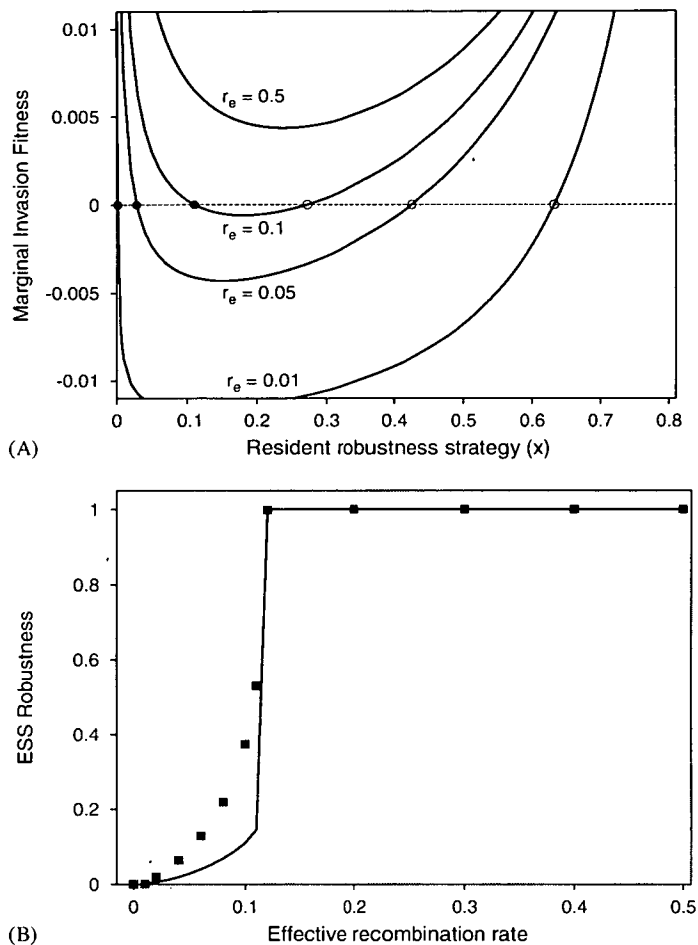 0.01
0.005
0
-0.005
-0.01
Marginal Invasion Fitness
r_e = 0.5
r_e = 0.1
r_e = 0.05
r_e = 0.01
0 0.1 0.2 0.3 0.4 0.5 0.6 0.7 0.8
(A) Resident robustness strategy (x)
1
0.8
0.6
0.4
0.2
0
ESS Robustness
0 0.1 0.2 0.3 0.4 0.5
(B) Effective recombination rate